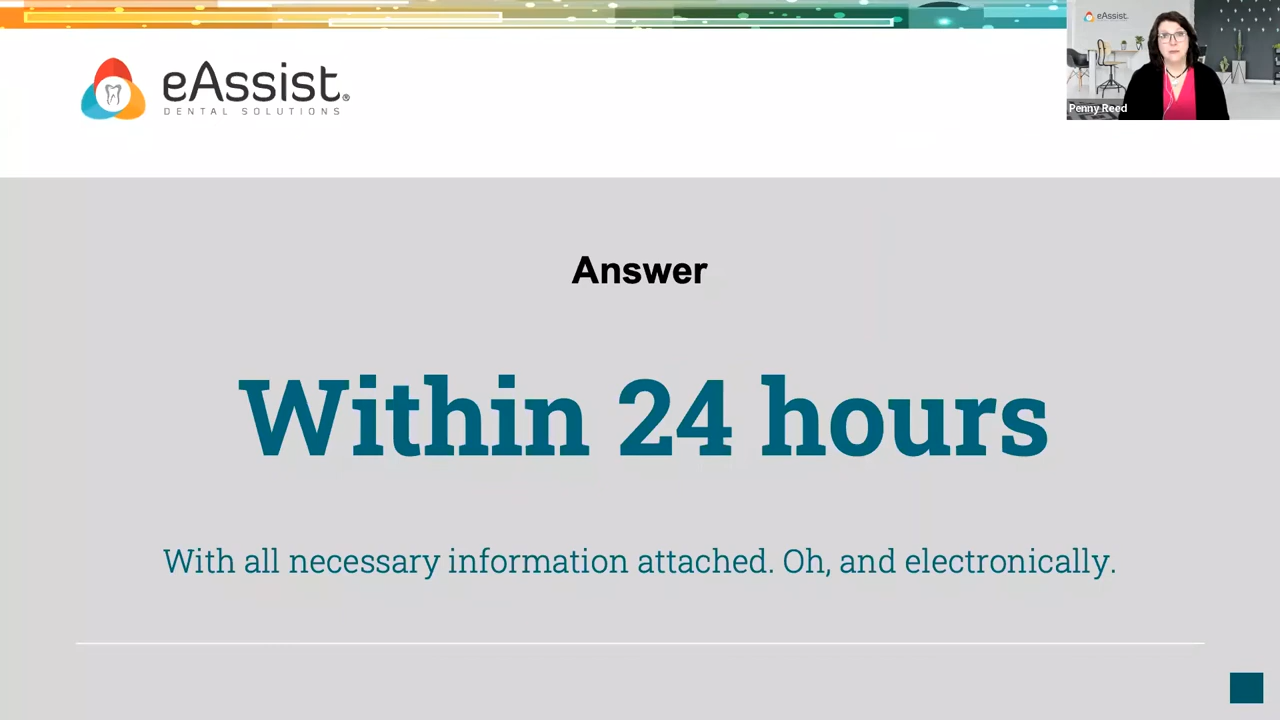 eAssist®
DENTAL SOLUTIONS
eAssist
Penny Reed
Answer
Within 24 hours
With all necessary information attached. Oh, and electronically.